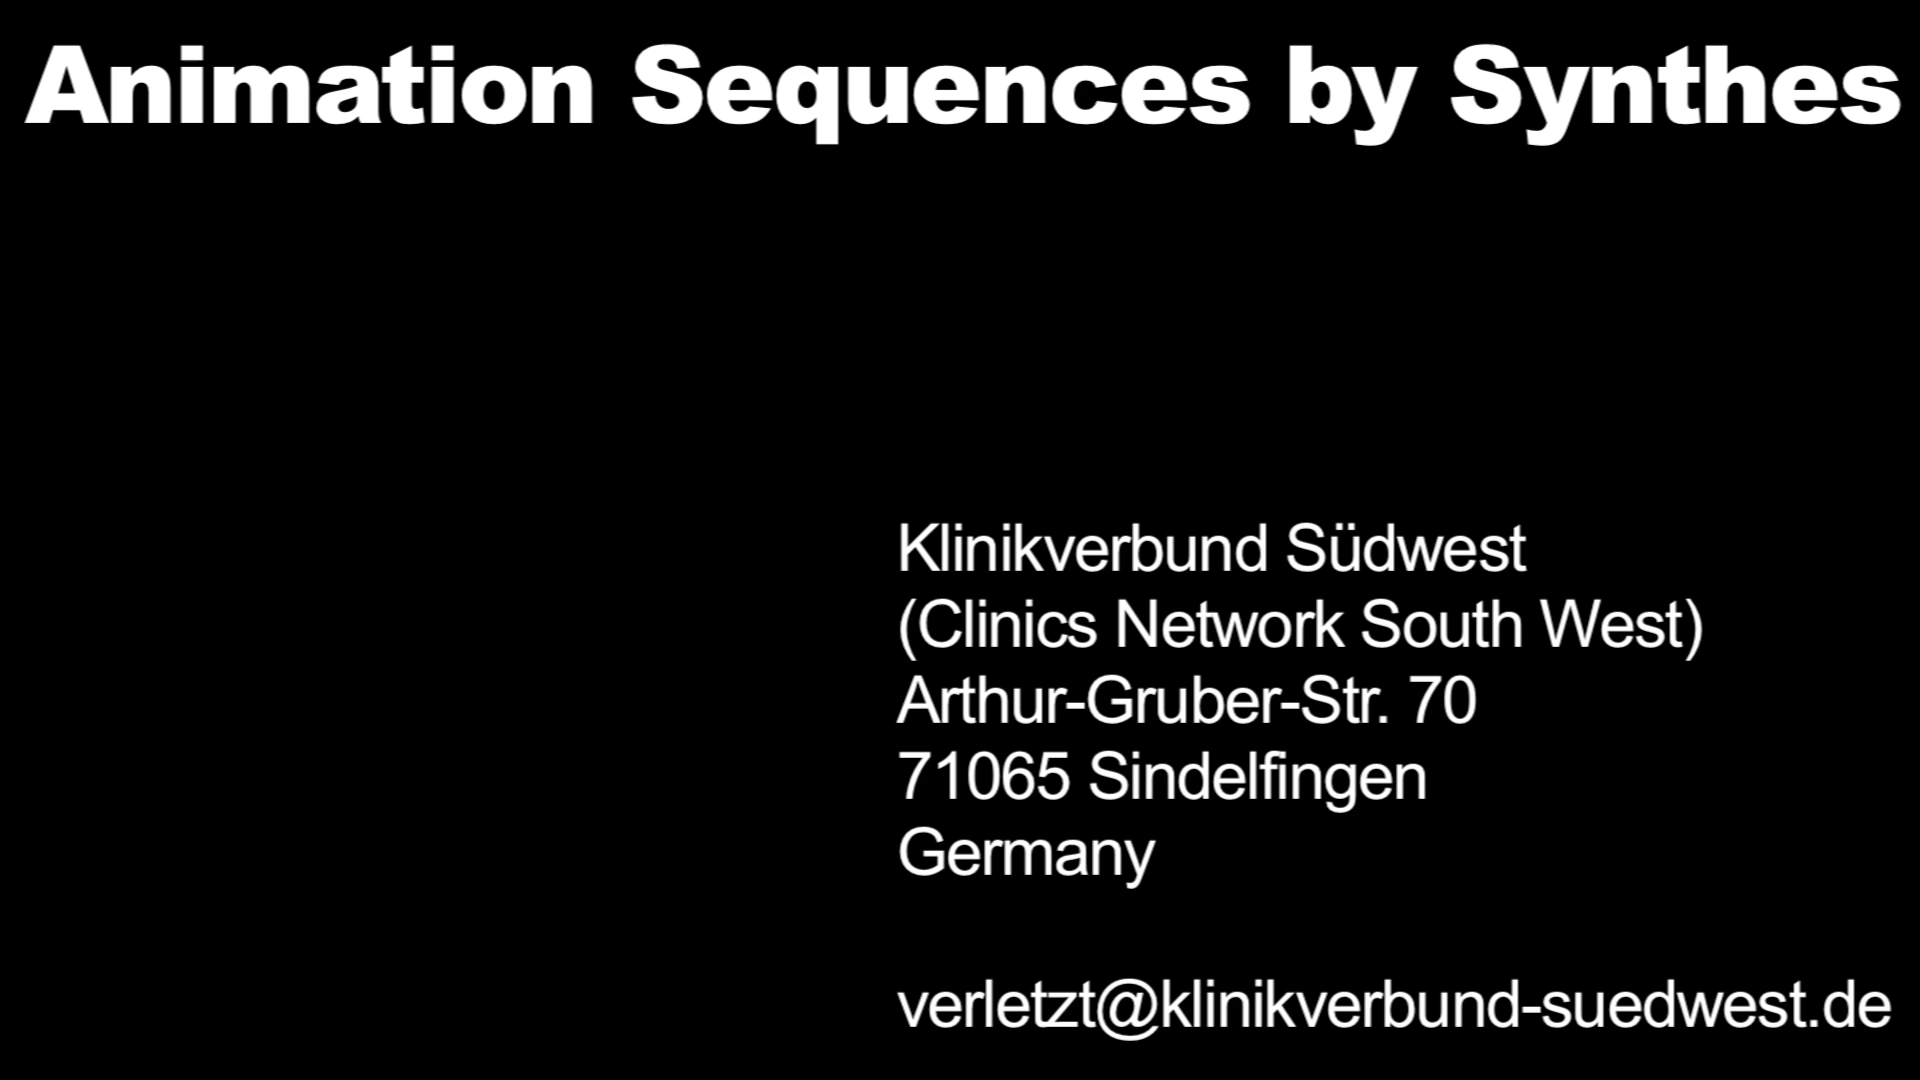 Animation Sequences by Synthes
Klinikverbund Südwest
(Clinics Network South West)
Arthur-Gruber-Str. 70
71065 Sindelfingen
Germany
verletzt@klinikverbund-suedwest.de